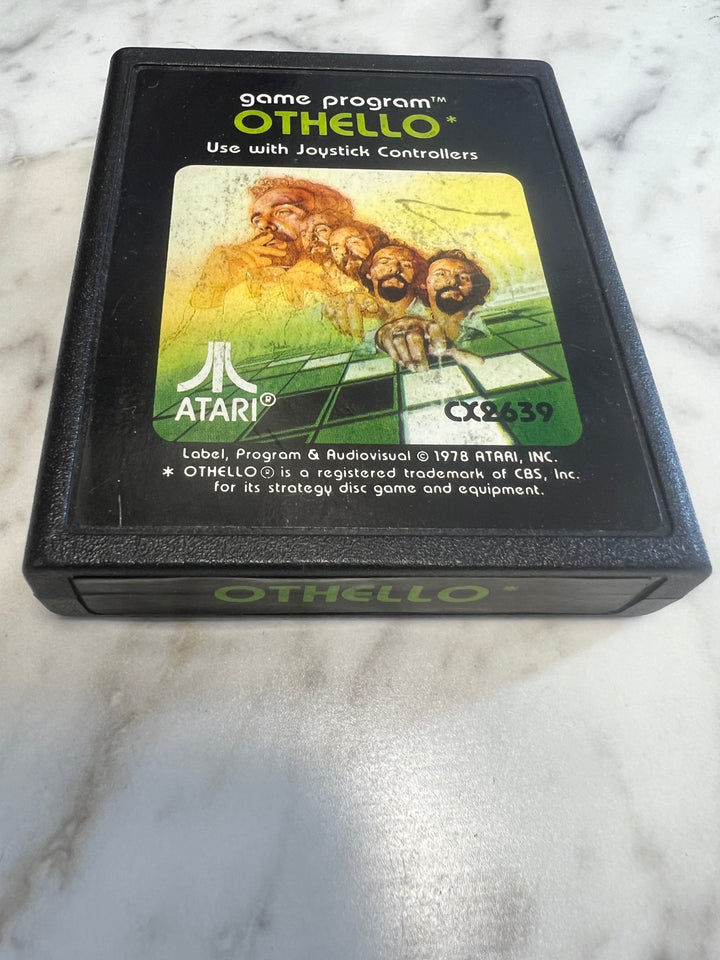 game program™
OTHELLO*
Use with Joystick Controllers
ATARI®
CX2639
Label, Program & Audiovisual © 1978 ATARI, INC.
* OTHELLO® is a registered trademark of CBS, Inc.
for its strategy disc game and equipment.
OTHELLO*